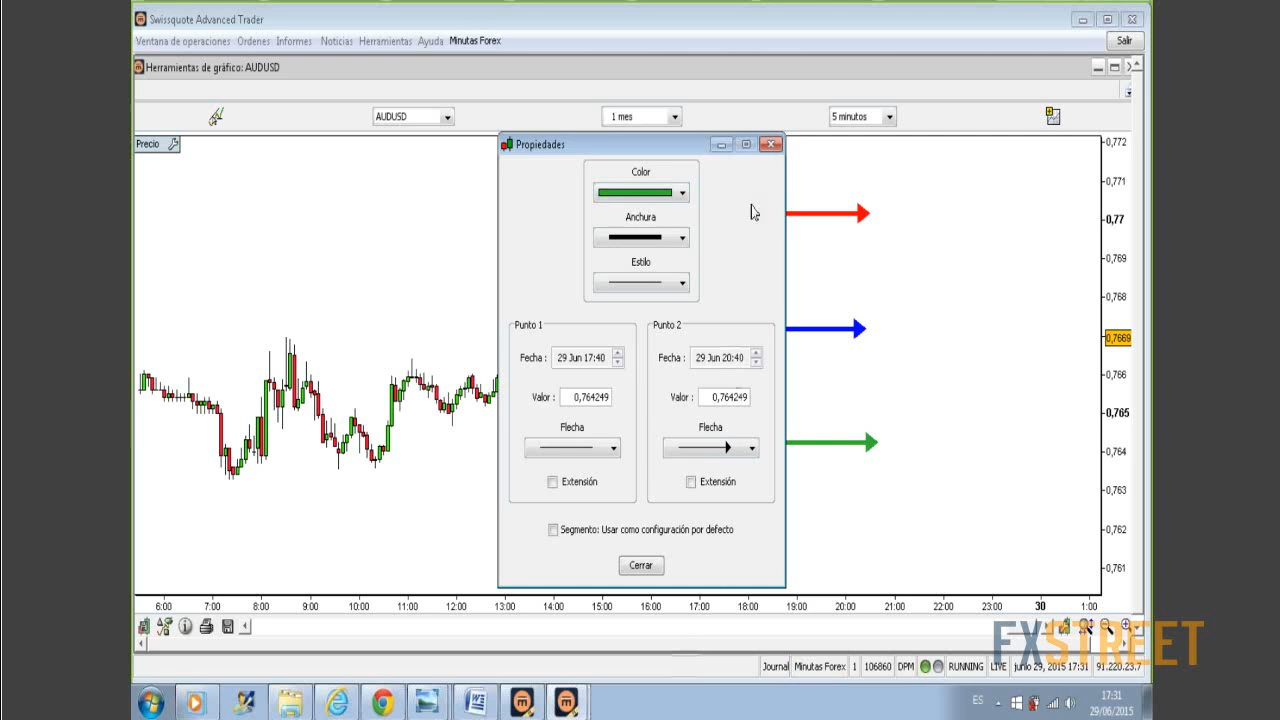 Swissquote Advanced Trader
Ventana de operaciones Ordenes Informes Noticias Herramientas Ayuda Minutas Forex Salir
Herramientas de gráfico: AUDUSD
AUDUSD 1 mes 5 minutos
Precio
Propiedades
Color
Anchura
Estilo
Punto 1 Punto 2
Fecha : 29 Jun 17:40 Fecha : 29 Jun 20:40
Valor : 0,764249 Valor : 0,764249
Flecha Flecha
Extensión Extensión
Segmento: Usar como configuración por defecto
Cerrar
0,772
0,771
0,77
0,769
0,768
0,7669
0,766
0,765
0,764
0,763
0,762
0,761
6:00 7:00 8:00 9:00 10:00 11:00 12:00 13:00 14:00 15:00 16:00 17:00 18:00 19:00 20:00 21:00 22:00 23:00 30 1:00
FXSTREET
Journal Minutas Forex 1 106860 DPM RUNNING LIVE junio 29, 2015 17:31 91.220.23.7
ES 17:31
29/06/2015